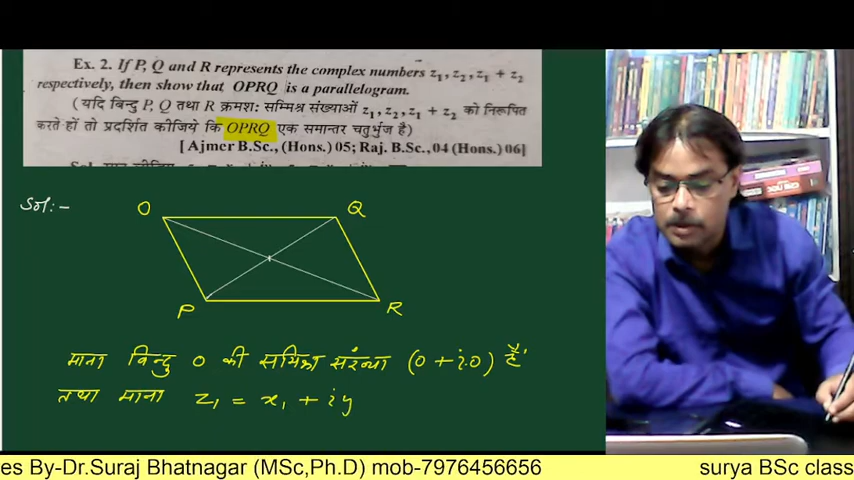 Ex. 2. If P, Q and R represents the complex numbers z₁, z₂, z₁ + z₂
respectively, then show that OPRQ is a parallelogram.
(यदि बिन्दु P, Q तथा R क्रमशः सम्मिश्र संख्याओं z₁, z₂, z₁ + z₂ को निरूपित
करते हों तो प्रदर्शित कीजिये कि OPRQ एक समान्तर चतुर्भुज है)
[ Ajmer B.Sc., (Hons.) 05; Raj. B.Sc., 04 (Hons.) 06]
Sol:-
O Q
P R
माना बिन्दु O की सम्मिश्र संख्या (0 + i.0) है
तथा माना z₁ = x₁ + iy
es By-Dr.Suraj Bhatnagar (MSc,Ph.D) mob-7976456656 surya BSc class